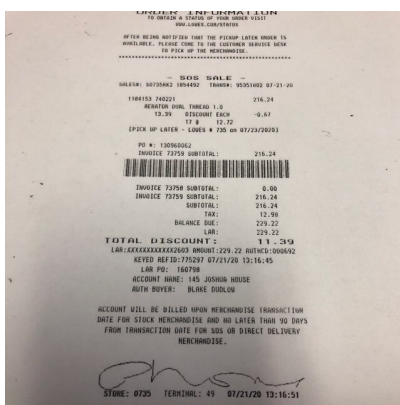 ORDER INFORMATION
TO OBTAIN A STATUS OF YOUR ORDER VISIT
WWW.LOWES.COM/STATUS
AFTER BEING NOTIFIED THAT THE PICKUP LATER ORDER IS
AVAILABLE, PLEASE COME TO THE CUSTOMER SERVICE DESK
TO PICK UP THE MERCHANDISE.
- SOS SALE -
SALES#: S0735RK2 1854492 TRANS#: 95351802 07-21-20
1104153 740221 216.24
AERATOR DUAL THREAD 1.0
13.39 DISCOUNT EACH -0.67
17 @ 12.72
[PICK UP LATER - LOWES # 735 on 07/23/2020]
PO #: 130960062
INVOICE 73759 SUBTOTAL: 216.24
INVOICE 73758 SUBTOTAL: 0.00
INVOICE 73759 SUBTOTAL: 216.24
SUBTOTAL: 216.24
TAX: 12.98
BALANCE DUE: 229.22
LAR: 229.22
TOTAL DISCOUNT: 11.39
LAR:XXXXXXXXXXXX2603 AMOUNT:229.22 AUTHCD:000692
KEYED REFID:775297 07/21/20 13:16:45
LAR PO: 160798
ACCOUNT NAME: 145 JOSHUA HOUSE
AUTH BUYER: BLAKE DUDLOW
ACCOUNT WILL BE BILLED UPON MERCHANDISE TRANSACTION
DATE FOR STOCK MERCHANDISE AND NO LATER THAN 90 DAYS
FROM TRANSACTION DATE FOR SOS OR DIRECT DELIVERY
MERCHANDISE.
STORE: 0735 TERMINAL: 49 07/21/20 13:16:51